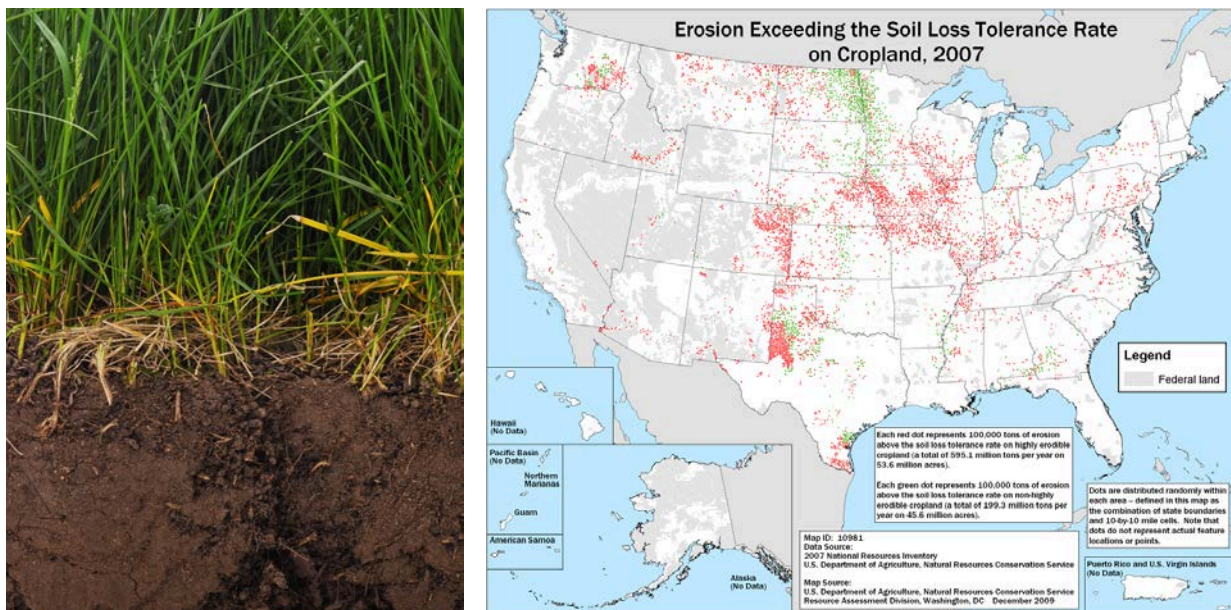 Erosion Exceeding the Soil Loss Tolerance Rate
on Cropland, 2007
Legend
Federal land
Hawaii
(No Data)
Pacific Basin
(No Data)
Northern
Marianas
Guam
American Samoa
Alaska
(No Data)
Each red dot represents 100,000 tons of erosion
above the soil loss tolerance rate on highly erodible
cropland (a total of 595.1 million tons per year on
53.6 million acres).
Each green dot represents 100,000 tons of erosion
above the soil loss tolerance rate on non-highly
erodible cropland (a total of 199.3 million tons per
year on 45.6 million acres).
Map ID: 10981
Data Source:
2007 National Resources Inventory
U.S. Department of Agriculture, Natural Resources Conservation Service
Map Source:
U.S. Department of Agriculture, Natural Resources Conservation Service
Resource Assessment Division, Washington, DC December 2009
Dots are distributed randomly within
each area – defined in this map as
the combination of state boundaries
and 10-by-10 mile cells. Note that
dots do not represent actual feature
locations or points.
Puerto Rico and U.S. Virgin Islands
(No Data)